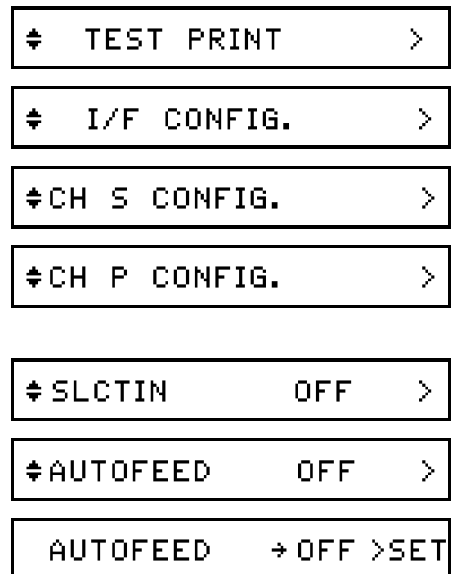 ♦ TEST PRINT >
♦ I/F CONFIG. >
♦CH S CONFIG. >
♦CH P CONFIG. >
♦SLCTIN OFF >
♦AUTOFEED OFF >
AUTOFEED →OFF >SET